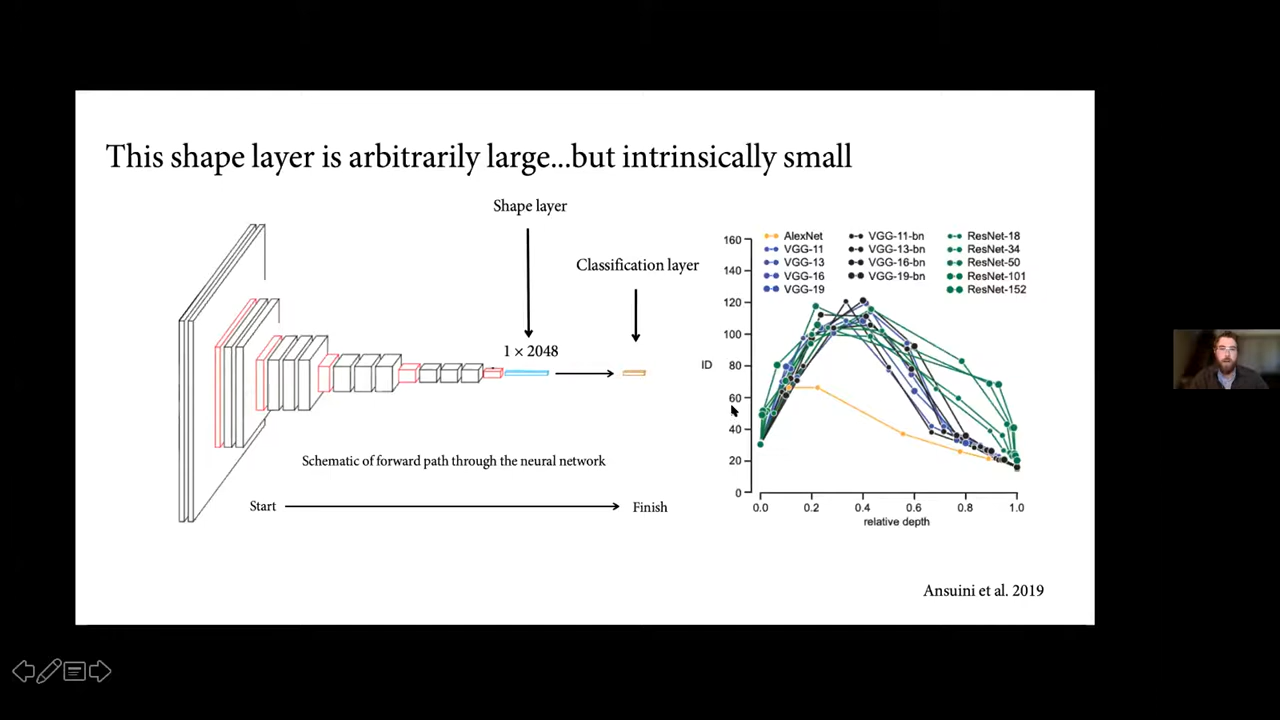 This shape layer is arbitrarily large...but intrinsically small
Shape layer
Classification layer
1 × 2048
Schematic of forward path through the neural network
Start
Finish
AlexNet
VGG-11
VGG-13
VGG-16
VGG-19
VGG-11-bn
VGG-13-bn
VGG-16-bn
VGG-19-bn
ResNet-18
ResNet-34
ResNet-50
ResNet-101
ResNet-152
160
140
120
100
80
60
40
20
0
ID
0.0 0.2 0.4 0.6 0.8 1.0
relative depth
Ansuini et al. 2019